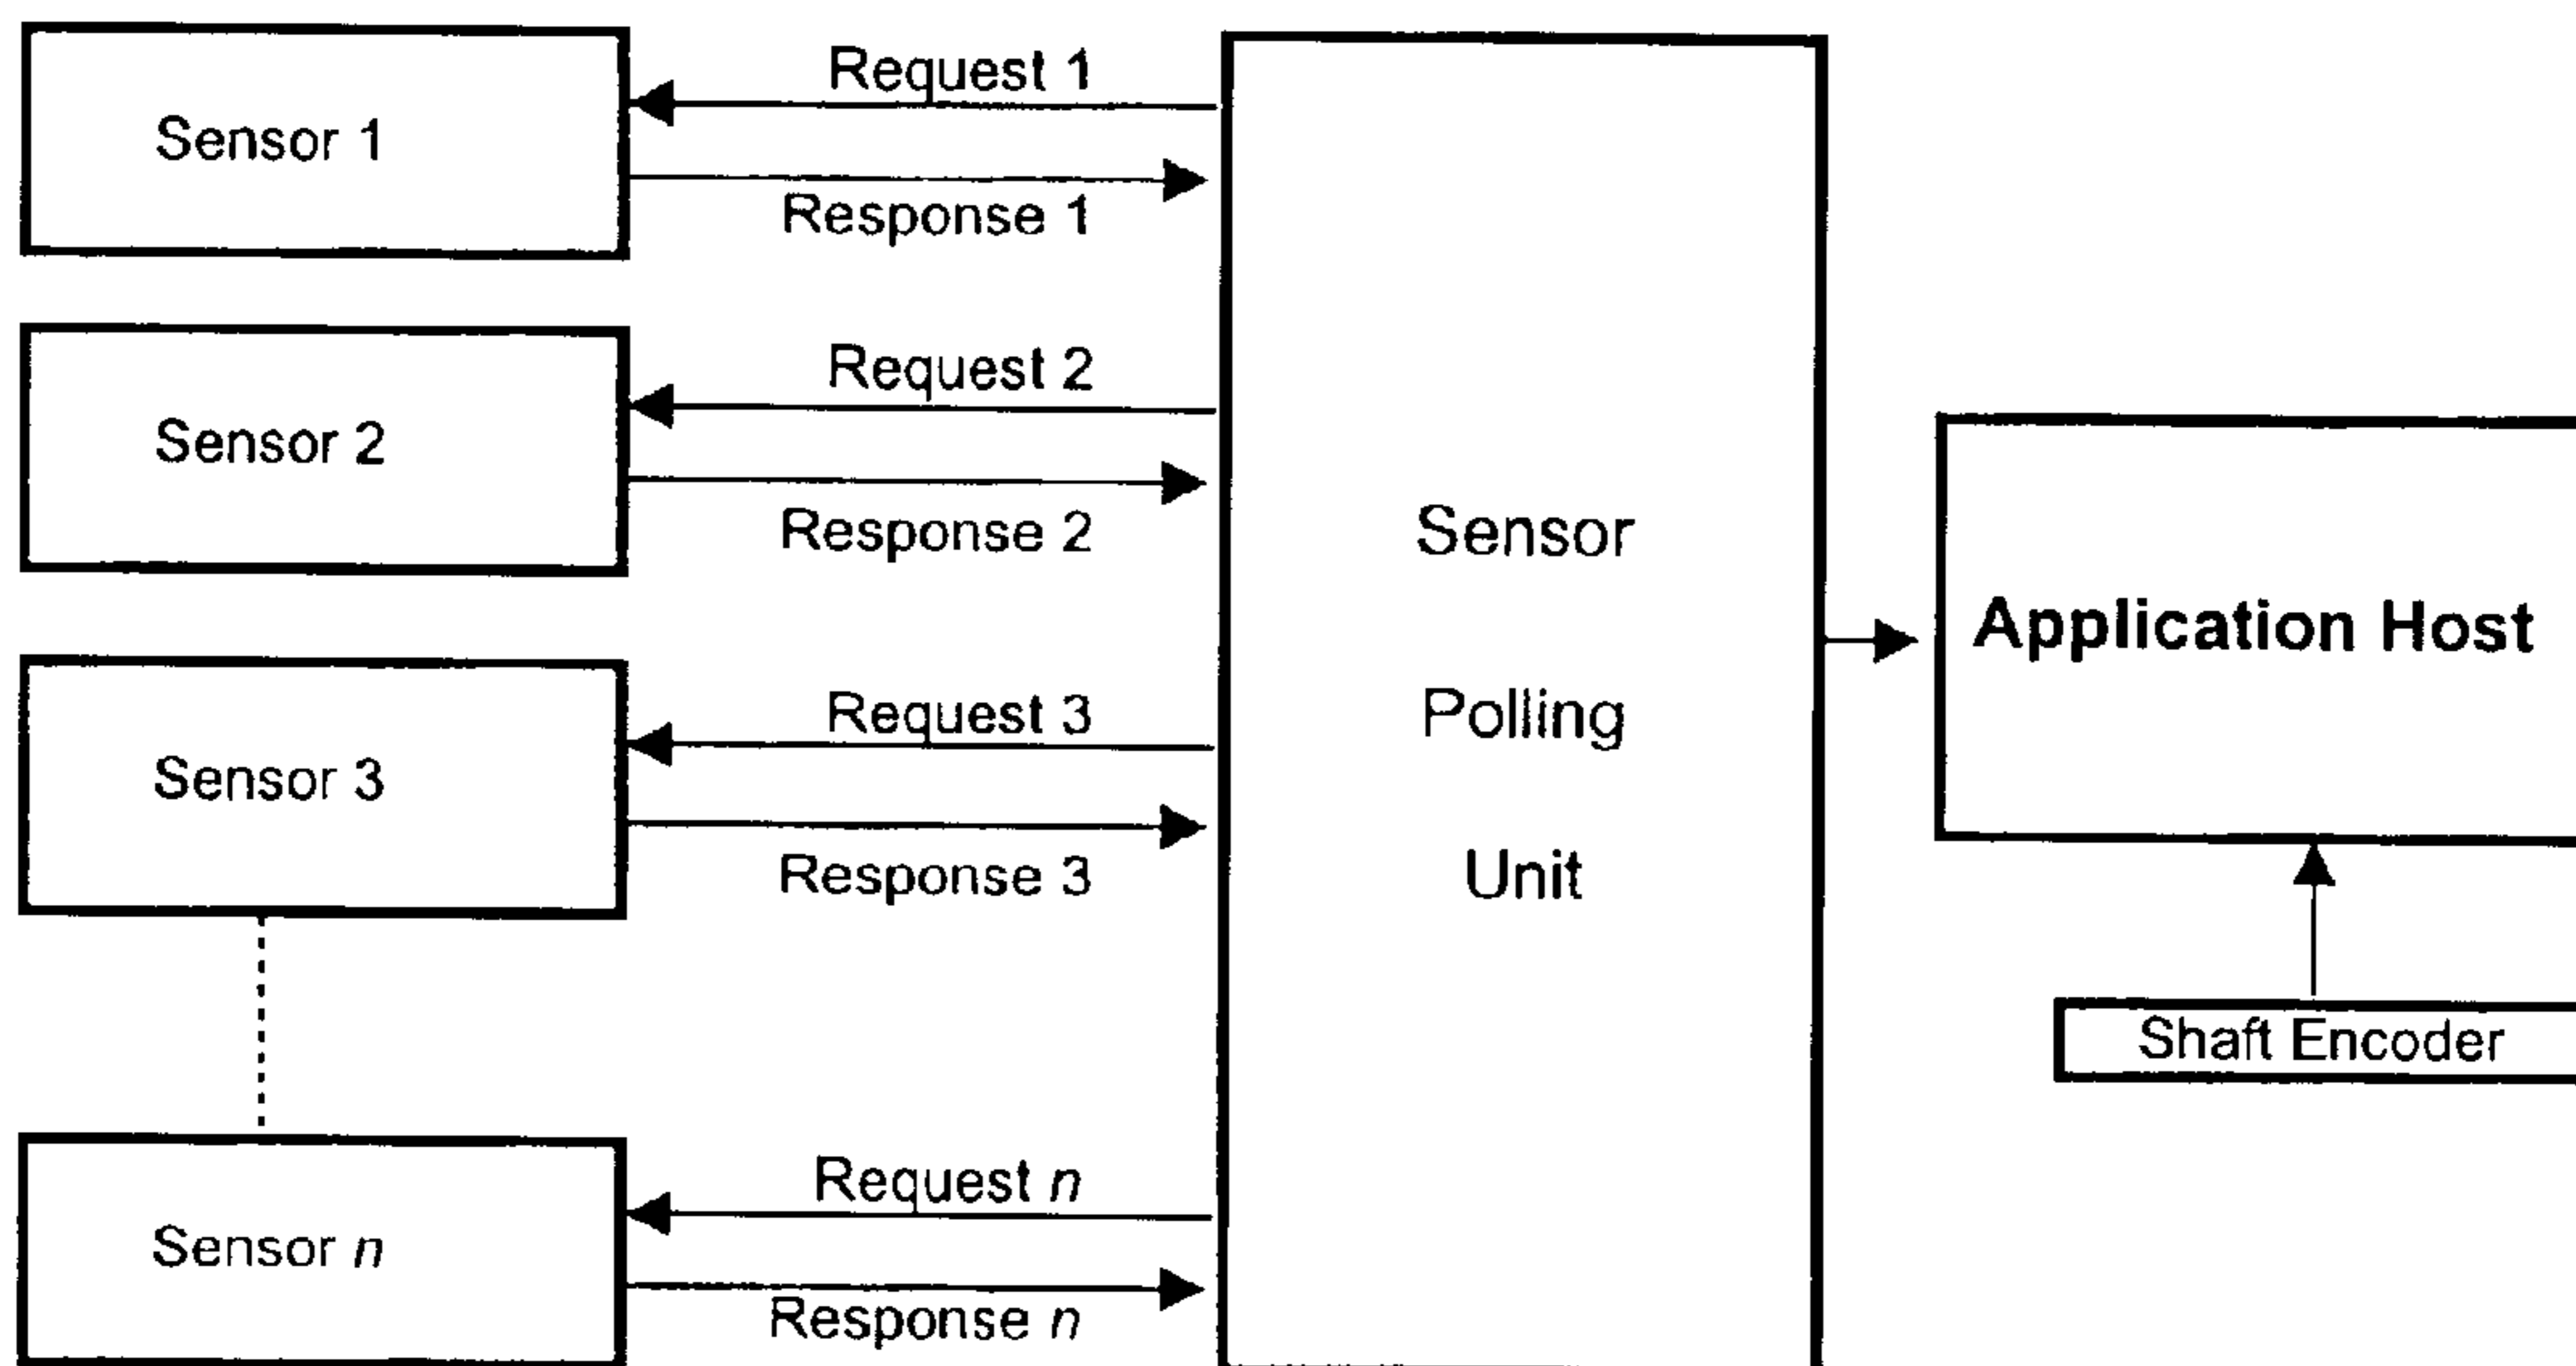 Request 1
Sensor 1
Response 1
Request 2
Sensor 2
Response 2
Request 3
Sensor 3
Response 3
Request n
Sensor n
Response n
Sensor
Polling
Unit
Application Host
Shaft Encoder